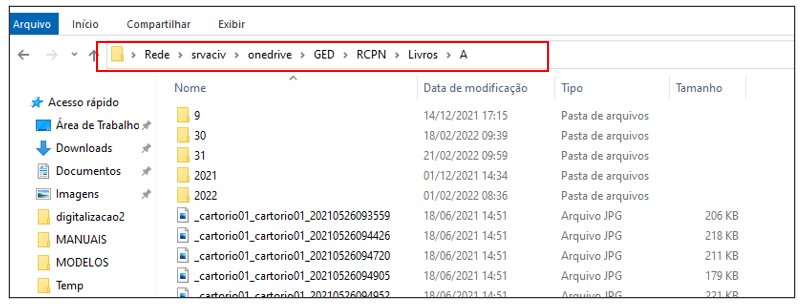 Arquivo Início Compartilhar Exibir
Rede srvaciv onedrive GED RCPN Livros A
Nome Data de modificação Tipo Tamanho
Acesso rápido
Área de Trabalho
Downloads
Documentos
Imagens
digitalização2
MANUAIS
MODELOS
Temp
9 14/12/2021 17:15 Pasta de arquivos
30 18/02/2022 09:39 Pasta de arquivos
31 21/02/2022 09:59 Pasta de arquivos
2021 01/12/2021 14:34 Pasta de arquivos
2022 01/02/2022 08:36 Pasta de arquivos
_cartorio01_cartorio01_20210526093559 18/06/2021 14:51 Arquivo JPG 206 KB
_cartorio01_cartorio01_20210526094426 18/06/2021 14:51 Arquivo JPG 218 KB
_cartorio01_cartorio01_20210526094720 18/06/2021 14:51 Arquivo JPG 211 KB
_cartorio01_cartorio01_20210526094905 18/06/2021 14:51 Arquivo JPG 179 KB
_cartorio01_cartorio01_20210526094952 18/06/2021 14:51 Arquivo JPG 221 KB